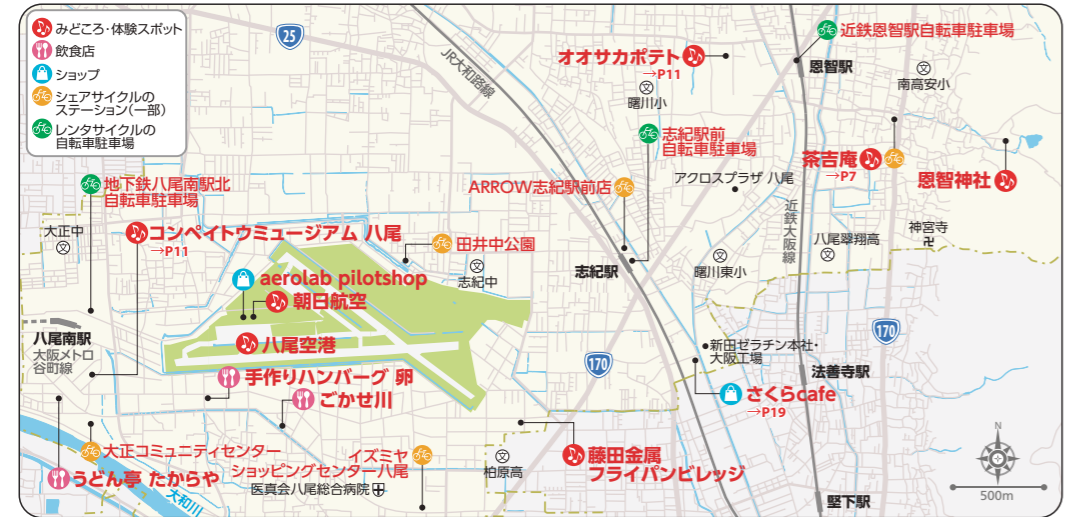 みどころ・体験スポット
飲食店
ショップ
シェアサイクルの
ステーション（一部）
レンタサイクルの
自転車駐車場
25
JR大和路線
オオサカポテト
→P11
曙川小
近鉄恩智駅自転車駐車場
恩智駅
南高安小
志紀駅前
自転車駐車場
茶吉庵
→P7
恩智神社
アクロスプラザ 八尾
ARROW志紀駅前店
地下鉄八尾南駅北
自転車駐車場
大正中
コンペイトウミュージアム 八尾
→P11
田井中公園
志紀中
志紀駅
曙川東小
近鉄大阪線
八尾翠翔高
神宮寺
aerolab pilotshop
朝日航空
八尾空港
八尾南駅
大阪メトロ
谷町線
新田ゼラチン本社・
大阪工場
170
170
法善寺駅
手作りハンバーグ 卵
ごかせ川
さくらcafe
→P19
大正コミュニティセンター
イズミヤ
ショッピングセンター八尾
医真会八尾総合病院
うどん亭 たからや
大和川
柏原高
藤田金属
フライパンビレッジ
堅下駅
N
500m